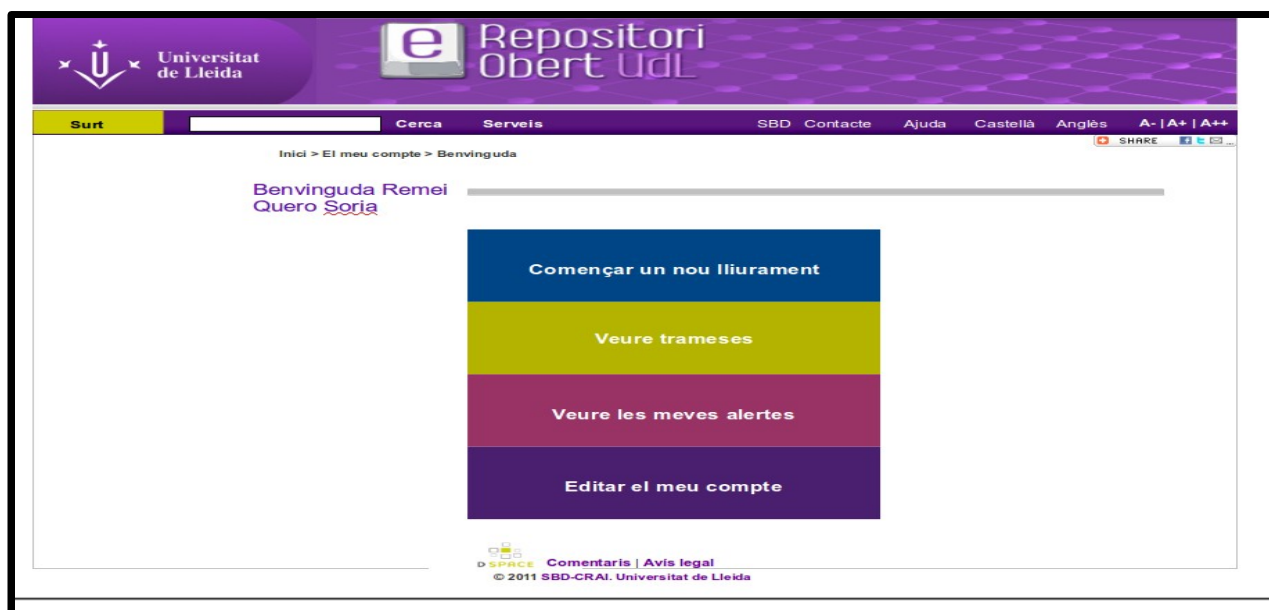 Universitat
de Lleida
e
Repositori
Obert UdL
Surt
Cerca
Serveis
SBD
Contacte
Ajuda
Castellà
Anglès
A- | A+ | A++
SHARE
Inici > El meu compte > Benvinguda
Benvinguda Remei
Quero Soria
Començar un nou lliurament
Veure trameses
Veure les meves alertes
Editar el meu compte
DSPACE
Comentaris | Avís legal
© 2011 SBD-CRAI. Universitat de Lleida